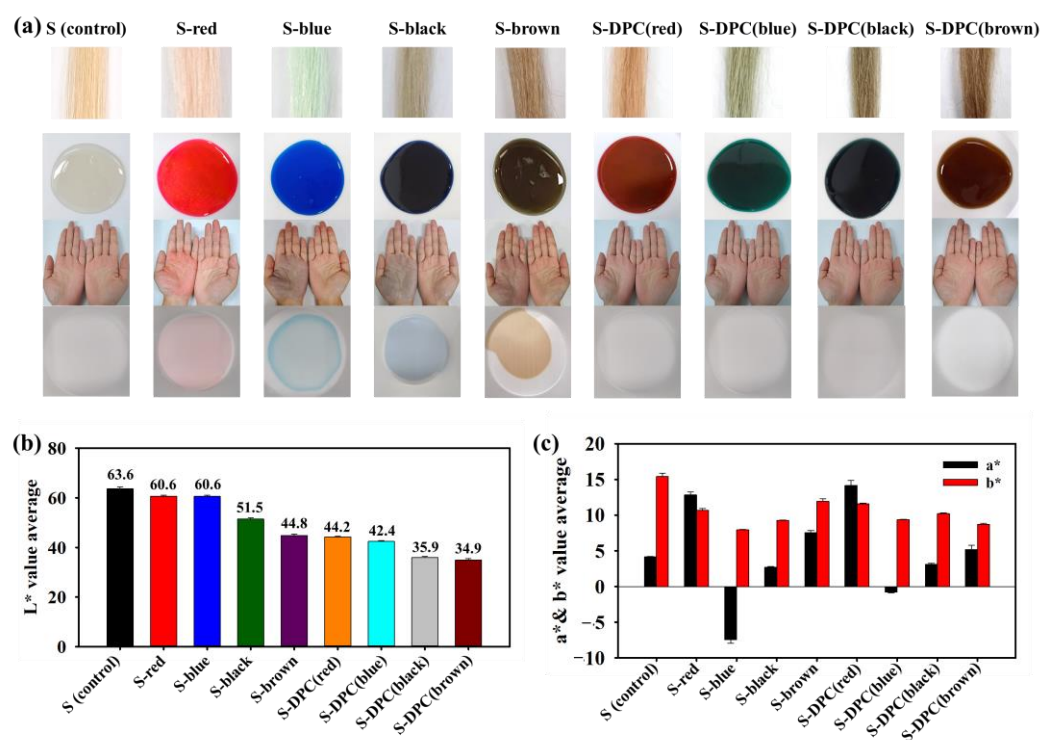 (a) S (control) S-red S-blue S-black S-brown S-DPC(red) S-DPC(blue) S-DPC(black) S-DPC(brown)
(b)
80
60
40
20
0
L* value average
63.6 60.6 60.6 51.5 44.8 44.2 42.4 35.9 34.9
S (control) S-red S-blue S-black S-brown S-DPC(red) S-DPC(blue) S-DPC(black) S-DPC(brown)
(c)
20
15
10
5
0
−5
−10
a*& b* value average
a*
b*
S (control) S-red S-blue S-black S-brown S-DPC(red) S-DPC(blue) S-DPC(black) S-DPC(brown)